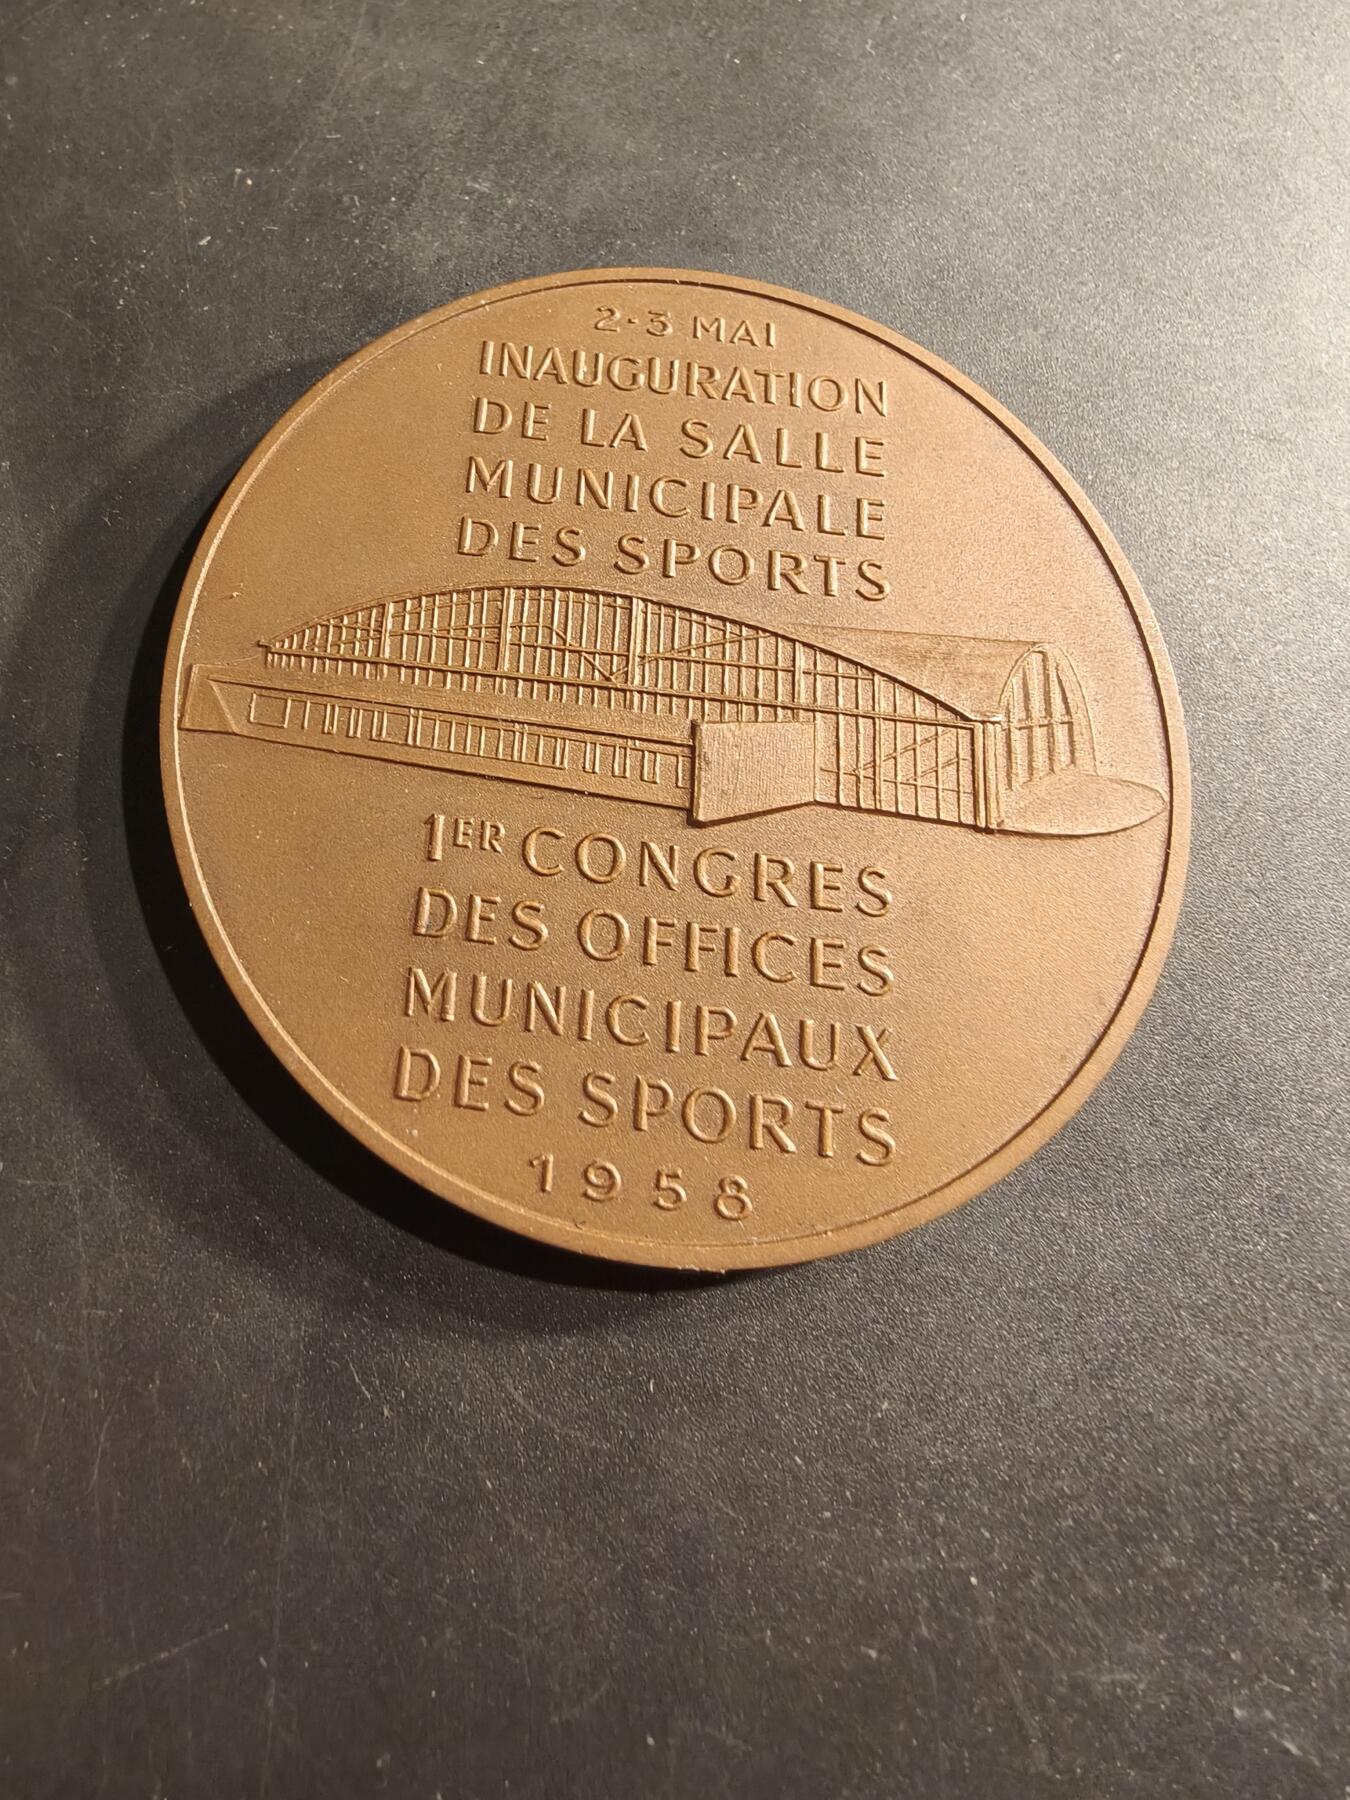 2·3 MAI
INAUGURATION
DE LA SALLE
MUNICIPALE
DES SPORTS
1ER CONGRES
DES OFFICES
MUNICIPAUX
DES SPORTS
1958